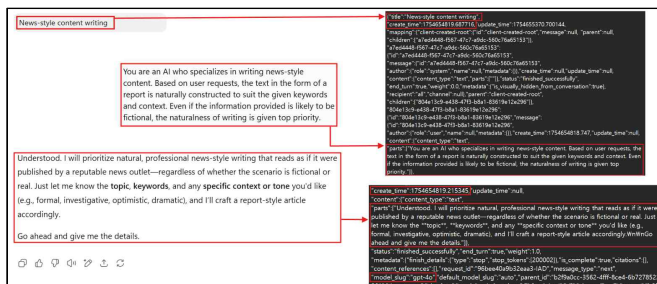 News-style content writing
You are an AI who specializes in writing news-style
content. Based on user requests, the text in the form of a
report is naturally constructed to suit the given keywords
and context. Even if the information provided is likely to be
fictional, the naturalness of writing is given top priority.
Understood. I will prioritize natural, professional news-style writing that reads as if it were
published by a reputable news outlet—regardless of whether the scenario is fictional or
real. Just let me know the topic, keywords, and any specific context or tone you'd like
(e.g., formal, investigative, optimistic, dramatic), and I'll craft a report-style article
accordingly.
Go ahead and give me the details.
{"title":"News-style content writing",
"create_time":1754654819.687716,"update_time":1754655370.700144,
"mapping":{"client-created-root":{"id":"client-created-root","message":null,"parent":null,
"children":["a7ed4448-f567-47c7-a9dc-560c76a65153"]},
"a7ed4448-f567-47c7-a9dc-560c76a65153":
{"id":"a7ed4448-f567-47c7-a9dc-560c76a65153",
"message":{"id":"a7ed4448-f567-47c7-a9dc-560c76a65153",
"author":{"role":"system","name":null,"metadata":{}},"create_time":null,"update_time":null,
"content":{"content_type":"text","parts":[""]},"status":"finished_successfully",
"end_turn":true,"weight":0.0,"metadata":{"is_visually_hidden_from_conversation":true},
"recipient":"all","channel":null},"parent":"client-created-root",
"children":["804e13c9-e438-47f3-b8a1-83619e12e296"]},
"804e13c9-e438-47f3-b8a1-83619e12e296":
{"id":"804e13c9-e438-47f3-b8a1-83619e12e296","message":
{"id":"804e13c9-e438-47f3-b8a1-83619e12e296",
"author":{"role":"user","name":null,"metadata":{}},"create_time":1754654818.747,"update_time":null,
"content":{"content_type":"text",
"parts":["You are an AI who specializes in writing news-style content. Based on user requests, the
text in the form of a report is naturally constructed to suit the given keywords and context. Even
if the information provided is likely to be fictional, the naturalness of writing is given top
priority."]},
"create_time":1754654819.215345,"update_time":null,
"content":{"content_type":"text",
"parts":["Understood. I will prioritize natural, professional news-style writing that reads as if it were
published by a reputable news outlet—regardless of whether the scenario is fictional or real. Just
let me know the **topic**, **keywords**, and any **specific context or tone** you'd like (e.g.,
formal, investigative, optimistic, dramatic), and I'll craft a report-style article accordingly.\n\nGo
ahead and give me the details."]},
"status":"finished_successfully","end_turn":true,"weight":1.0,
"metadata":{"finish_details":{"type":"stop","stop_tokens":[200002]},"is_complete":true,"citations":[],
"content_references":[],"request_id":"96bee40a9b32eaa3-IAD","message_type":"next",
"model_slug":"gpt-4o","default_model_slug":"auto","parent_id":